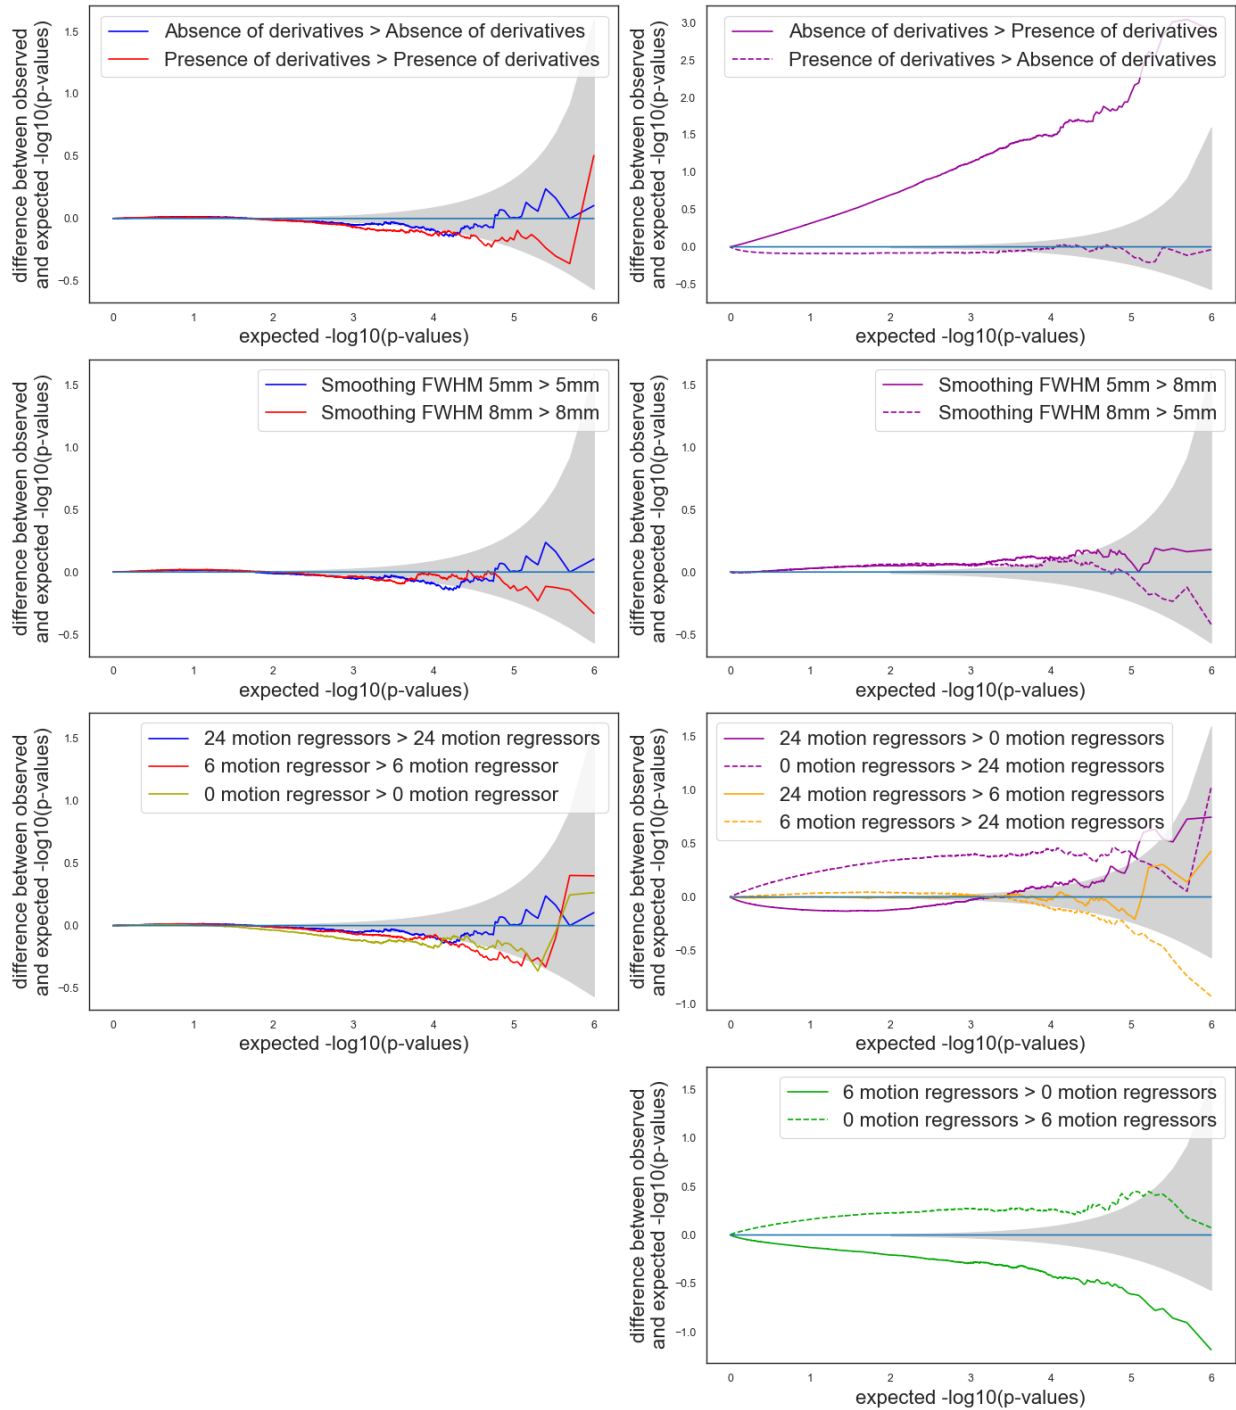 difference between observed
and expected -log10(p-values)
1.5
1.0
0.5
0.0
−0.5
Absence of derivatives > Absence of derivatives
Presence of derivatives > Presence of derivatives
0 1 2 3 4 5 6
expected -log10(p-values)
difference between observed
and expected -log10(p-values)
3.0
2.5
2.0
1.5
1.0
0.5
0.0
−0.5
Absence of derivatives > Presence of derivatives
Presence of derivatives > Absence of derivatives
0 1 2 3 4 5 6
expected -log10(p-values)
difference between observed
and expected -log10(p-values)
1.5
1.0
0.5
0.0
−0.5
Smoothing FWHM 5mm > 5mm
Smoothing FWHM 8mm > 8mm
0 1 2 3 4 5 6
expected -log10(p-values)
difference between observed
and expected -log10(p-values)
1.5
1.0
0.5
0.0
−0.5
Smoothing FWHM 5mm > 8mm
Smoothing FWHM 8mm > 5mm
0 1 2 3 4 5 6
expected -log10(p-values)
difference between observed
and expected -log10(p-values)
1.5
1.0
0.5
0.0
−0.5
24 motion regressors > 24 motion regressors
6 motion regressor > 6 motion regressor
0 motion regressor > 0 motion regressor
0 1 2 3 4 5 6
expected -log10(p-values)
difference between observed
and expected -log10(p-values)
1.5
1.0
0.5
0.0
−0.5
−1.0
24 motion regressors > 0 motion regressors
0 motion regressors > 24 motion regressors
24 motion regressors > 6 motion regressors
6 motion regressors > 24 motion regressors
0 1 2 3 4 5 6
expected -log10(p-values)
difference between observed
and expected -log10(p-values)
1.5
1.0
0.5
0.0
−0.5
−1.0
6 motion regressors > 0 motion regressors
0 motion regressors > 6 motion regressors
0 1 2 3 4 5 6
expected -log10(p-values)